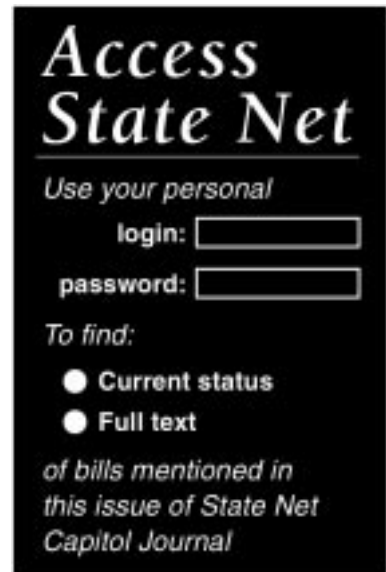 Access
State Net
Use your personal
login:
password:
To find:
Current status
Full text
of bills mentioned in
this issue of State Net
Capitol Journal